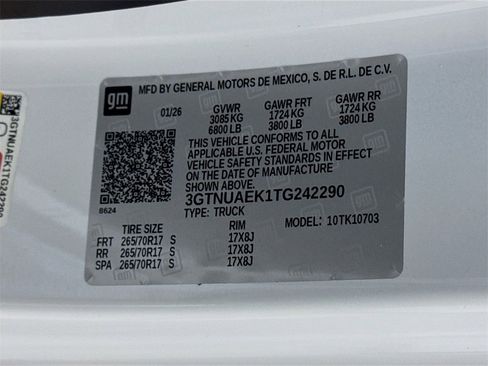 gm
MFD BY GENERAL MOTORS DE MEXICO, S. DE R.L. DE C.V.
01/26 GVWR GAWR FRT GAWR RR
3085 KG 1724 KG 1724 KG
6800 LB 3800 LB 3800 LB
THIS VEHICLE CONFORMS TO ALL
APPLICABLE U.S. FEDERAL MOTOR
VEHICLE SAFETY STANDARDS IN EFFECT
ON THE DATE OF MANUFACTURE
SHOWN ABOVE.
3GTNUAEK1TG242290
TYPE: TRUCK
MODEL: 10TK10703
B624
TIRE SIZE RIM
FRT 265/70R17 S 17X8J
RR 265/70R17 S 17X8J
SPA 265/70R17 S 17X8J
3GTNUAEK1TG242290